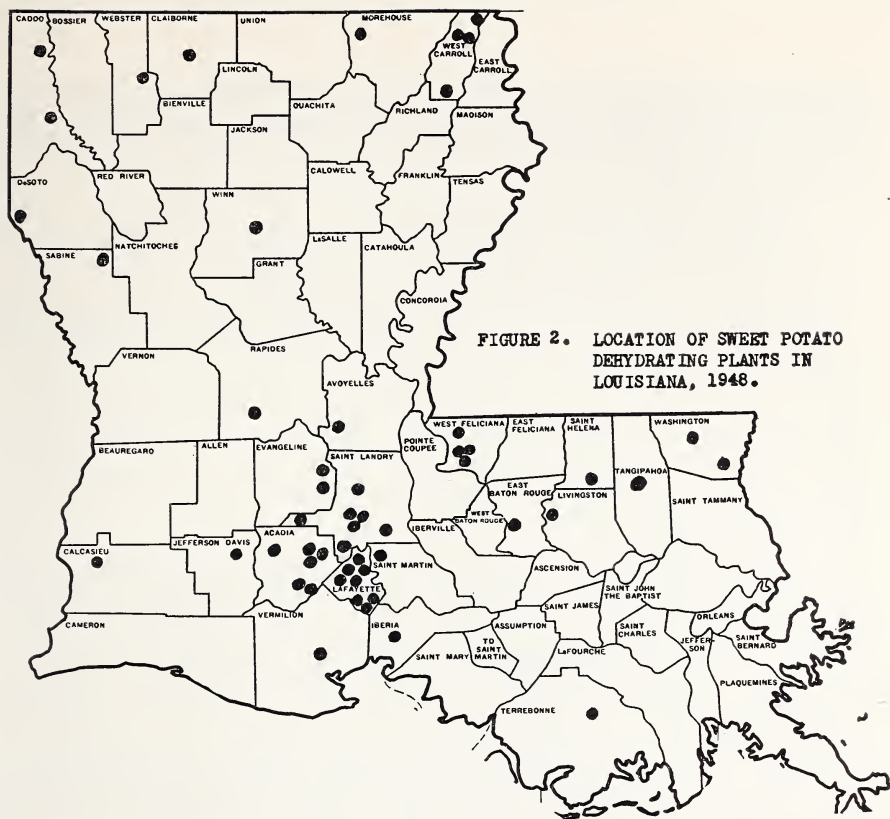 CADDO
BOSSIER
WEBSTER
CLAIBORNE
UNION
MOREHOUSE
WEST
CARROLL
EAST
CARROLL
LINCOLN
BIENVILLE
OUACHITA
RICHLAND
MADISON
JACKSON
CALDWELL
FRANKLIN
TENSAS
DeSOTO
RED RIVER
WINN
NATCHITOCHES
LaSALLE
CATAHOULA
SABINE
GRANT
CONCORDIA
FIGURE 2. LOCATION OF SWEET POTATO
DEHYDRATING PLANTS IN
LOUISIANA, 1948.
VERNON
RAPIDES
AVOYELLES
WEST FELICIANA
EAST
FELICIANA
SAINT
HELENA
WASHINGTON
POINTE
COUPEE
BEAUREGARD
ALLEN
EVANGELINE
SAINT LANDRY
TANGIPAHOA
EAST
BATON ROUGE
LIVINGSTON
SAINT TAMMANY
WEST
BATON ROUGE
IBERVILLE
CALCASIEU
JEFFERSON DAVIS
ACADIA
SAINT MARTIN
ASCENSION
LAFAYETTE
SAINT JOHN
THE BAPTIST
SAINT JAMES
ORLEANS
CAMERON
VERMILION
IBERIA
ASSUMPTION
SAINT
CHARLES
JEFFER-
SON
SAINT
BERNARD
SAINT MARY
TO
SAINT
MARTIN
LaFOURCHE
PLAQUEMINES
TERREBONNE